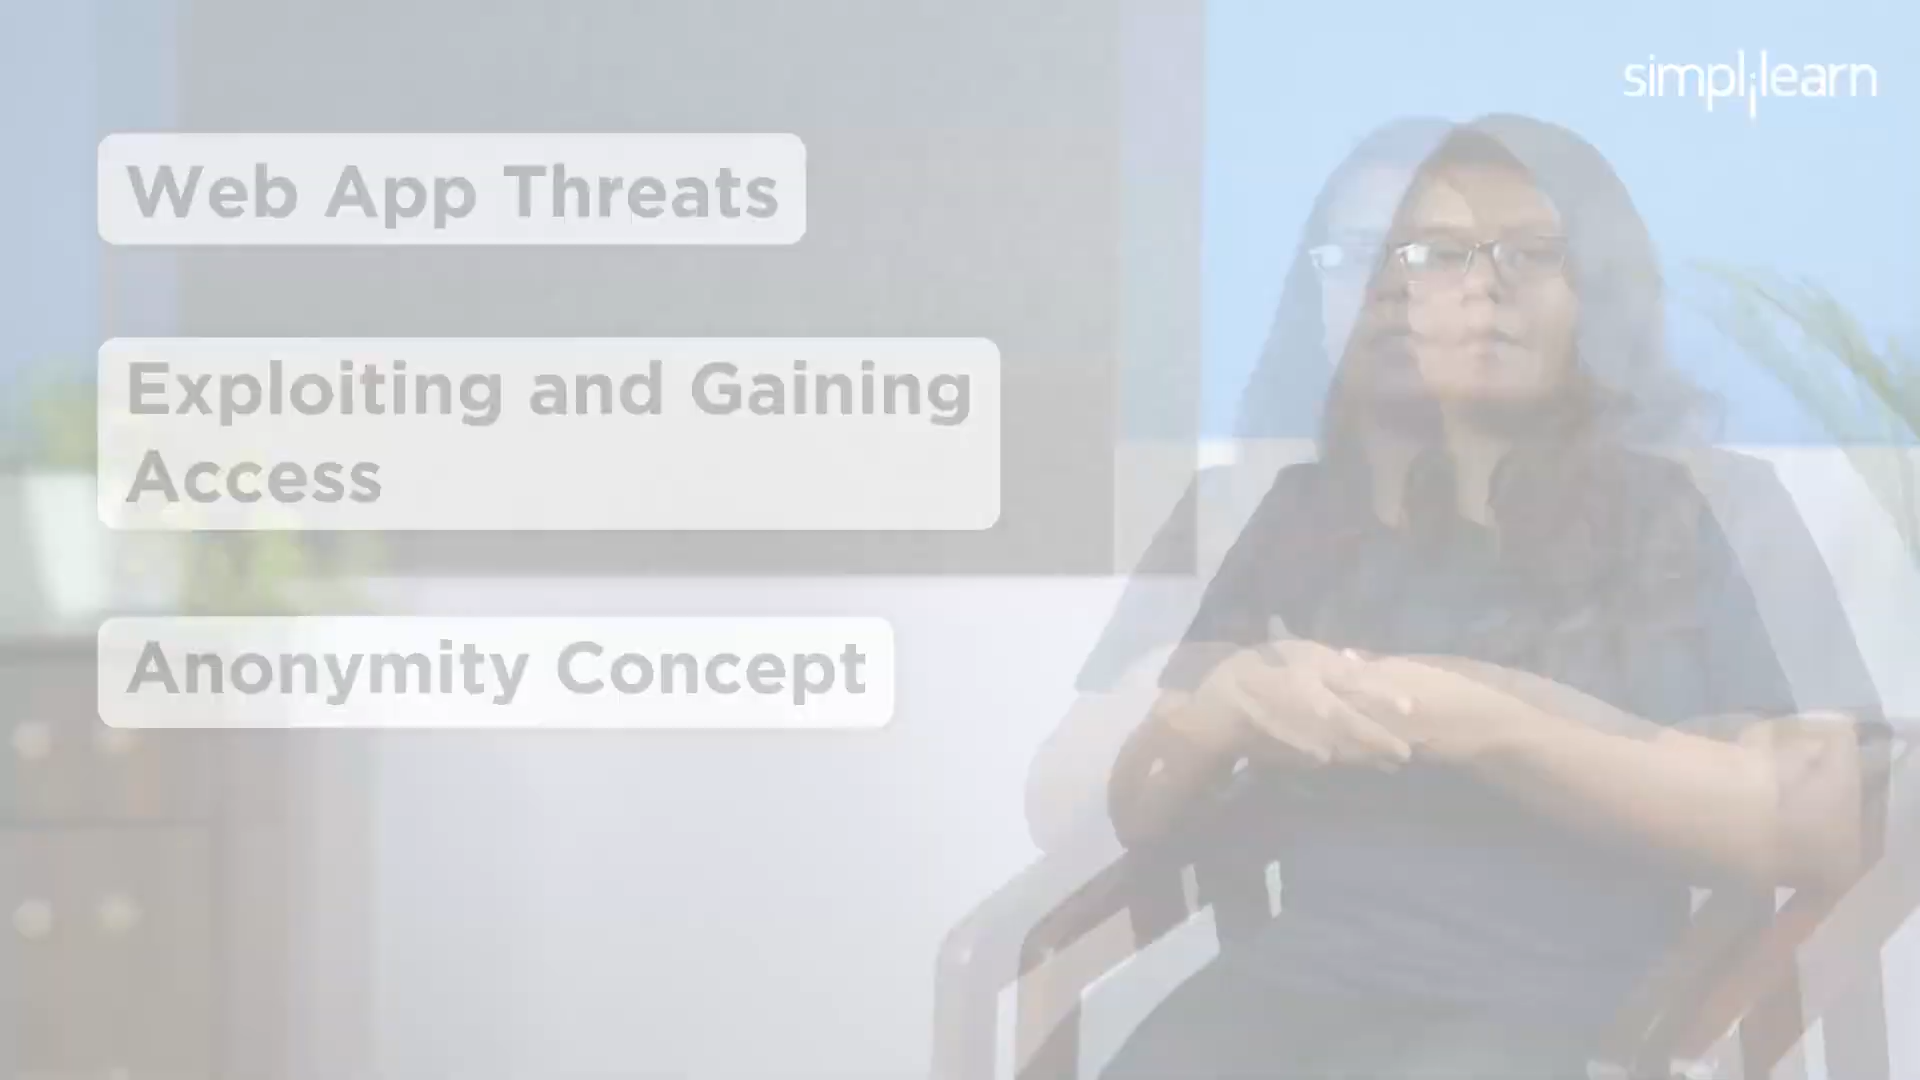 simplilearn
Web App Threats
Exploiting and Gaining
Access
Anonymity Concept